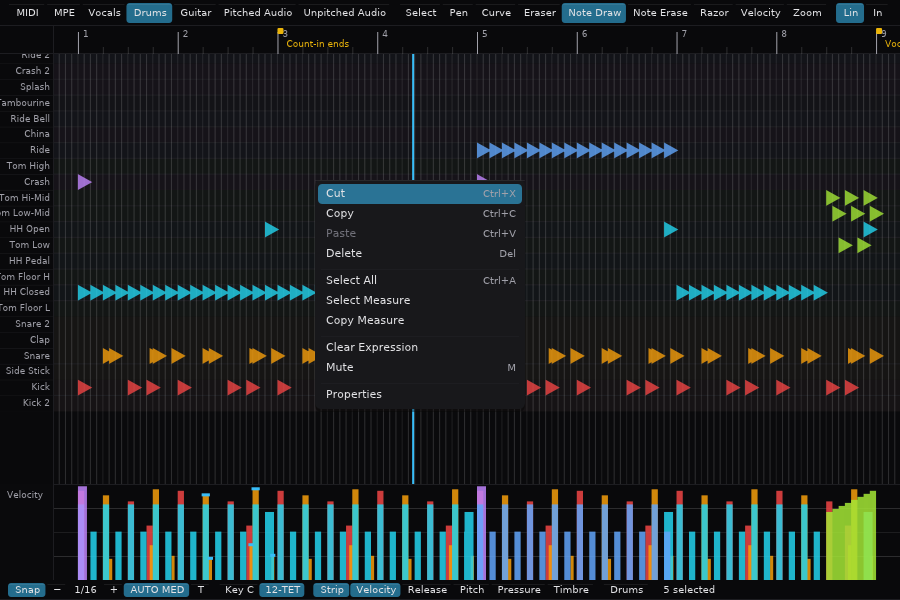 MIDI MPE Vocals Drums Guitar Pitched Audio Unpitched Audio Select Pen Curve Eraser Note Draw Note Erase Razor Velocity Zoom Lin In
1 2 3 4 5 6 7 8 9
Count-in ends
Ride 2
Crash 2
Splash
Tambourine
Ride Bell
China
Ride
Tom High
Crash
Tom Hi-Mid
Low-Mid
HH Open
Tom Low
HH Pedal
Tom Floor H
HH Closed
Tom Floor L
Snare 2
Clap
Snare
Side Stick
Kick
Kick 2
Cut Ctrl+X
Copy Ctrl+C
Paste Ctrl+V
Delete Del
Select All Ctrl+A
Select Measure
Copy Measure
Clear Expression
Mute M
Properties
Velocity
Snap − 1/16 + AUTO MED T Key C 12-TET Strip Velocity Release Pitch Pressure Timbre Drums 5 selected